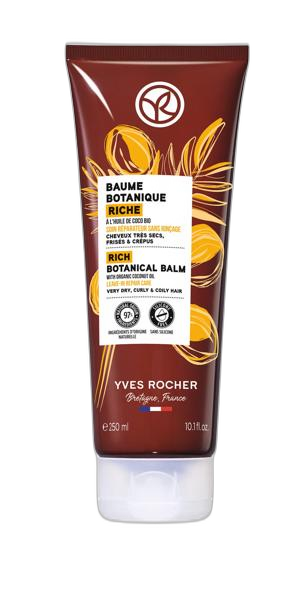 BAUME
BOTANIQUE
RICHE
À L'HUILE DE COCO BIO
SOIN RÉPARATEUR SANS RINÇAGE
CHEVEUX TRÈS SECS,
FRISÉS & CRÉPUS
RICH
BOTANICAL BALM
WITH ORGANIC COCONUT OIL
LEAVE-IN REPAIR CARE
VERY DRY, CURLY & COILY HAIR
97%
INGRÉDIENTS D'ORIGINE
NATURELLE
SANS SILICONE
YVES ROCHER
Bretagne, France
e 250 ml 10.1fl.oz.